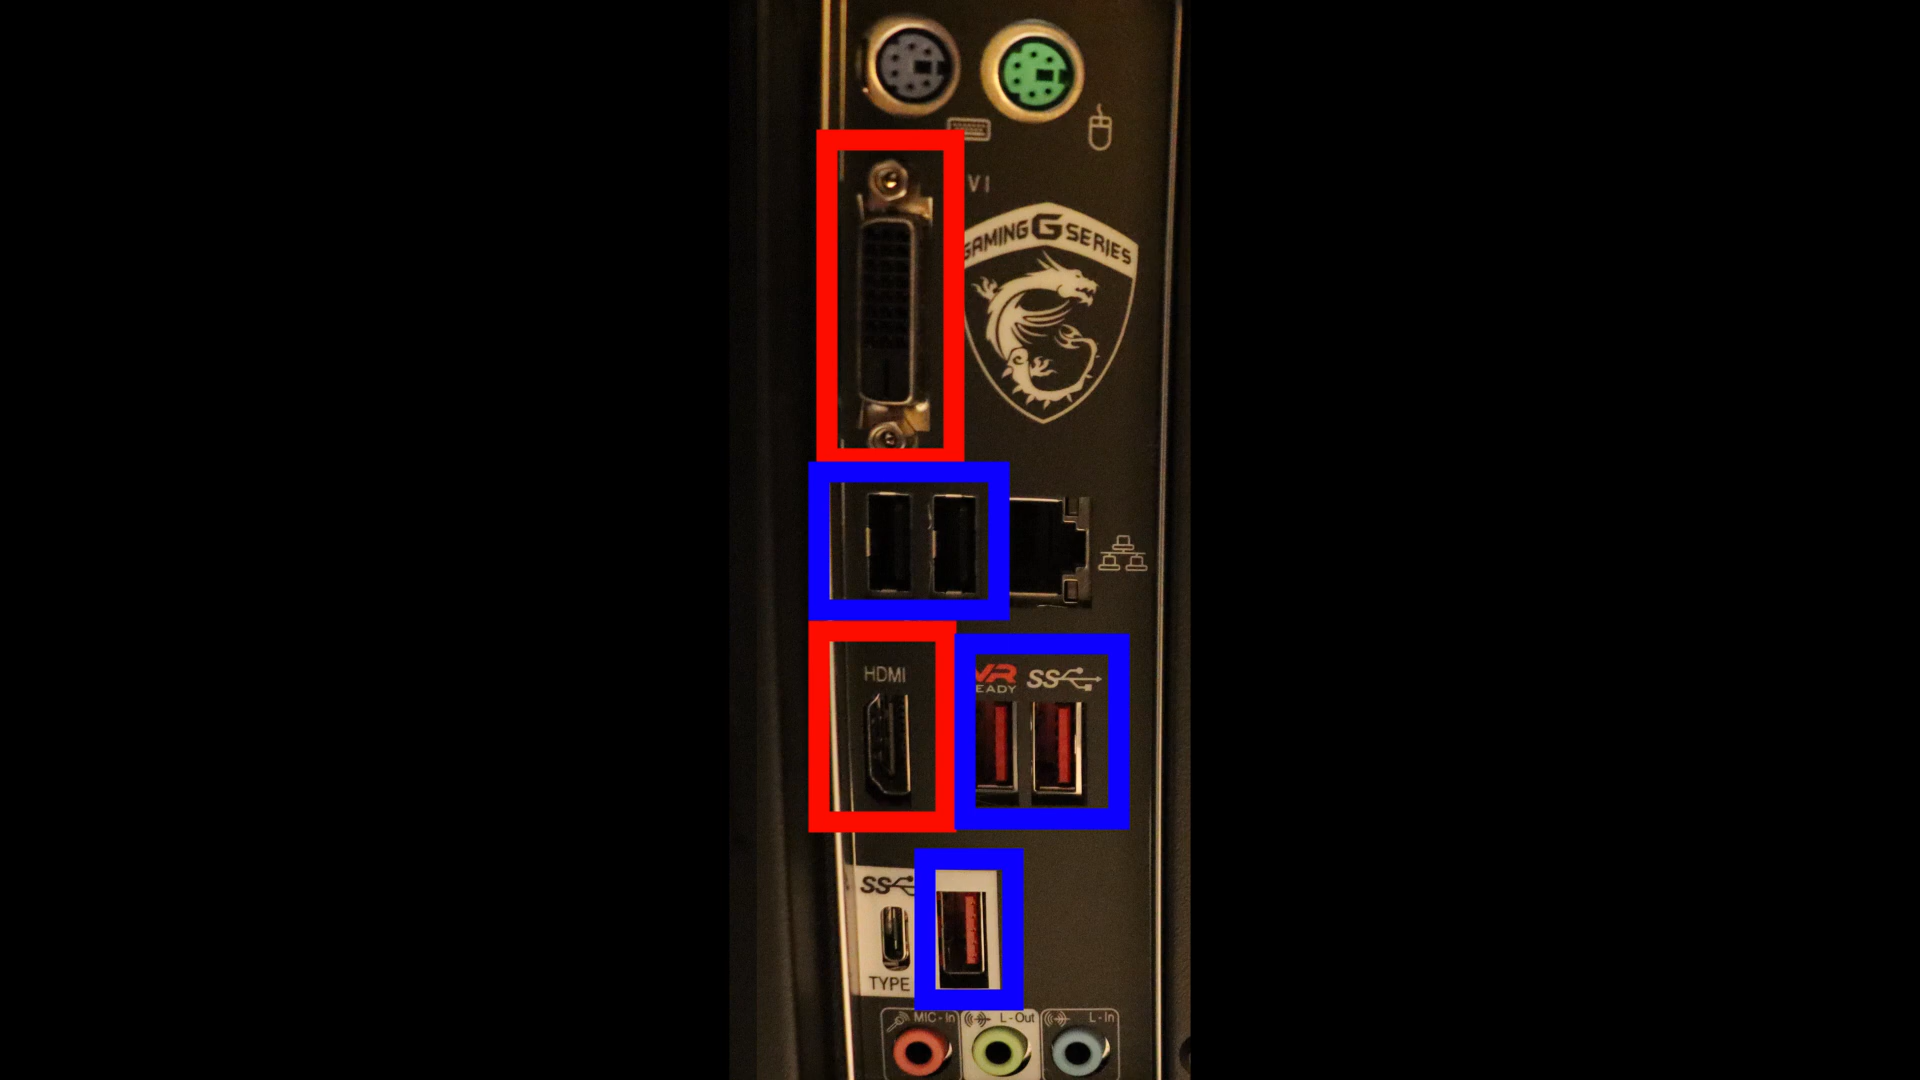 VI
GAMING G SERIES
HDMI
VR
EADY
SS
SS
TYPE
MIC-In
L-Out
L-In